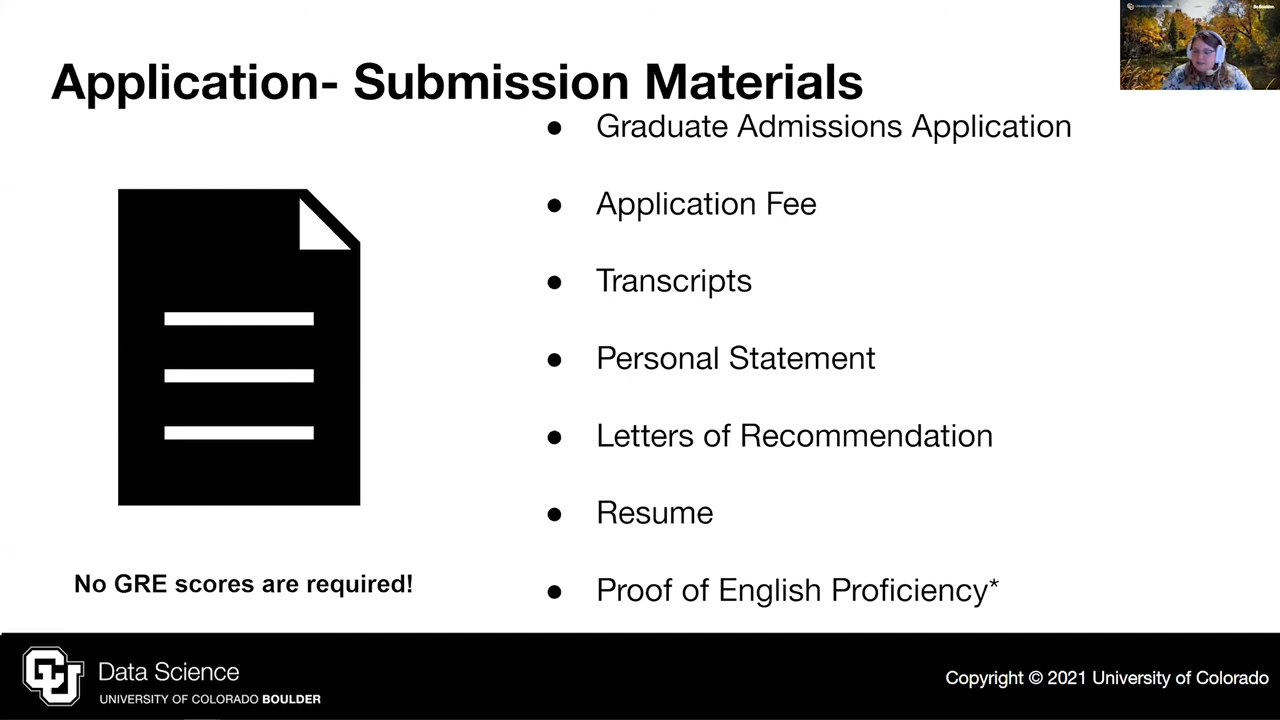 Application- Submission Materials
● Graduate Admissions Application
● Application Fee
● Transcripts
● Personal Statement
● Letters of Recommendation
● Resume
● Proof of English Proficiency*
No GRE scores are required!
CU
Data Science
UNIVERSITY OF COLORADO BOULDER
Copyright © 2021 University of Colorado